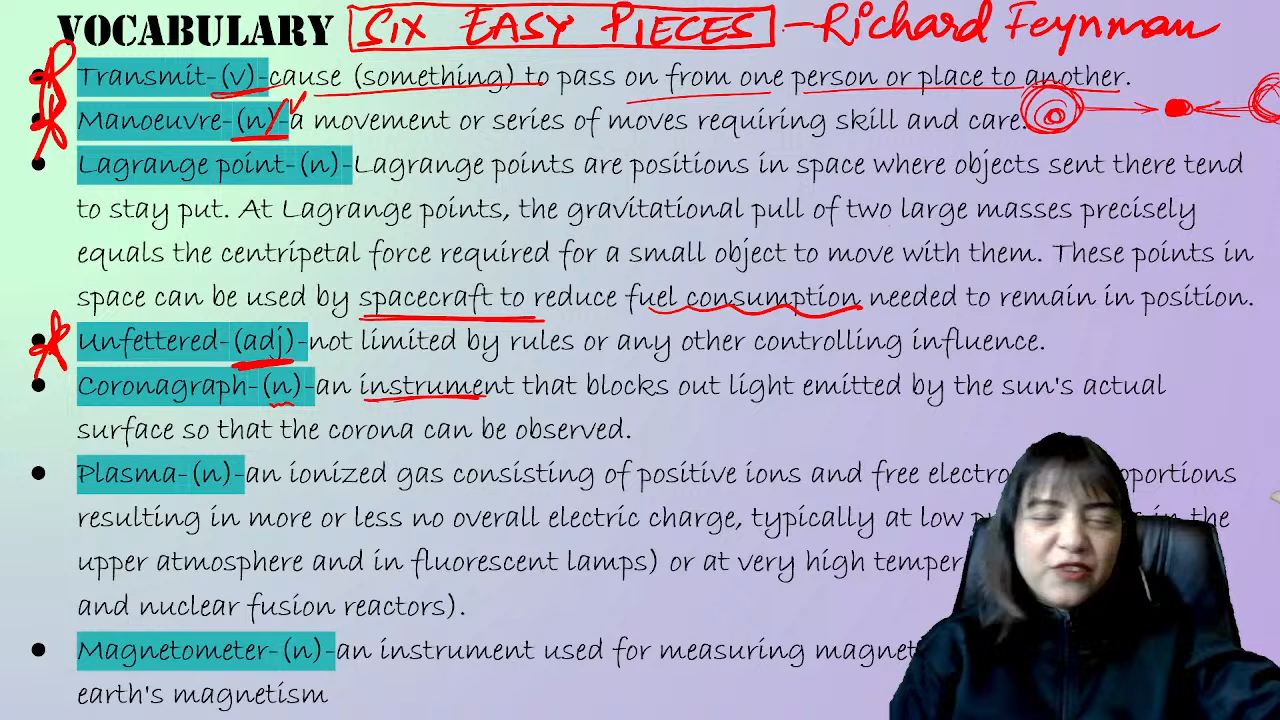 VOCABULARY SIX EASY PIECES - Richard Feynman
Transmit-(v)-cause (something) to pass on from one person or place to another.
Manoeuvre-(n)-a movement or series of moves requiring skill and care.
Lagrange point-(n)-Lagrange points are positions in space where objects sent there tend
to stay put. At Lagrange points, the gravitational pull of two large masses precisely
equals the centripetal force required for a small object to move with them. These points in
space can be used by spacecraft to reduce fuel consumption needed to remain in position.
Unfettered-(adj)-not limited by rules or any other controlling influence.
Coronagraph-(n)-an instrument that blocks out light emitted by the sun's actual
surface so that the corona can be observed.
Plasma-(n)-an ionized gas consisting of positive ions and free
resulting in more or less no overall electric charge, typically at low in the
upper atmosphere and in fluorescent lamps) or at very high
and nuclear fusion reactors).
Magnetometer-(n)-an instrument used for measuring
earth's magnetism